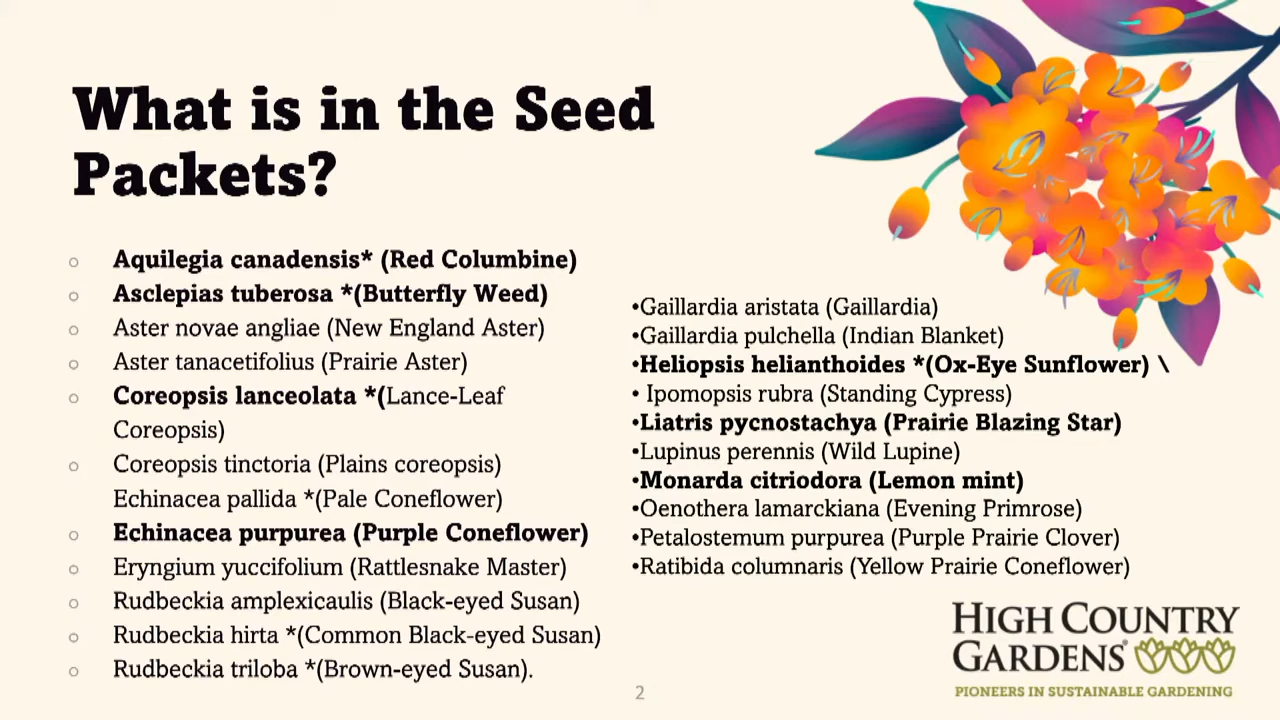 What is in the Seed
Packets?
○ Aquilegia canadensis* (Red Columbine)
○ Asclepias tuberosa *(Butterfly Weed)
○ Aster novae angliae (New England Aster)
○ Aster tanacetifolius (Prairie Aster)
○ Coreopsis lanceolata *(Lance-Leaf
Coreopsis)
○ Coreopsis tinctoria (Plains coreopsis)
Echinacea pallida *(Pale Coneflower)
○ Echinacea purpurea (Purple Coneflower)
○ Eryngium yuccifolium (Rattlesnake Master)
○ Rudbeckia amplexicaulis (Black-eyed Susan)
○ Rudbeckia hirta *(Common Black-eyed Susan)
○ Rudbeckia triloba *(Brown-eyed Susan).
•Gaillardia aristata (Gaillardia)
•Gaillardia pulchella (Indian Blanket)
•Heliopsis helianthoides *(Ox-Eye Sunflower) \
• Ipomopsis rubra (Standing Cypress)
•Liatris pycnostachya (Prairie Blazing Star)
•Lupinus perennis (Wild Lupine)
•Monarda citriodora (Lemon mint)
•Oenothera lamarckiana (Evening Primrose)
•Petalostemum purpurea (Purple Prairie Clover)
•Ratibida columnaris (Yellow Prairie Coneflower)
HIGH COUNTRY
GARDENS®
PIONEERS IN SUSTAINABLE GARDENING
2